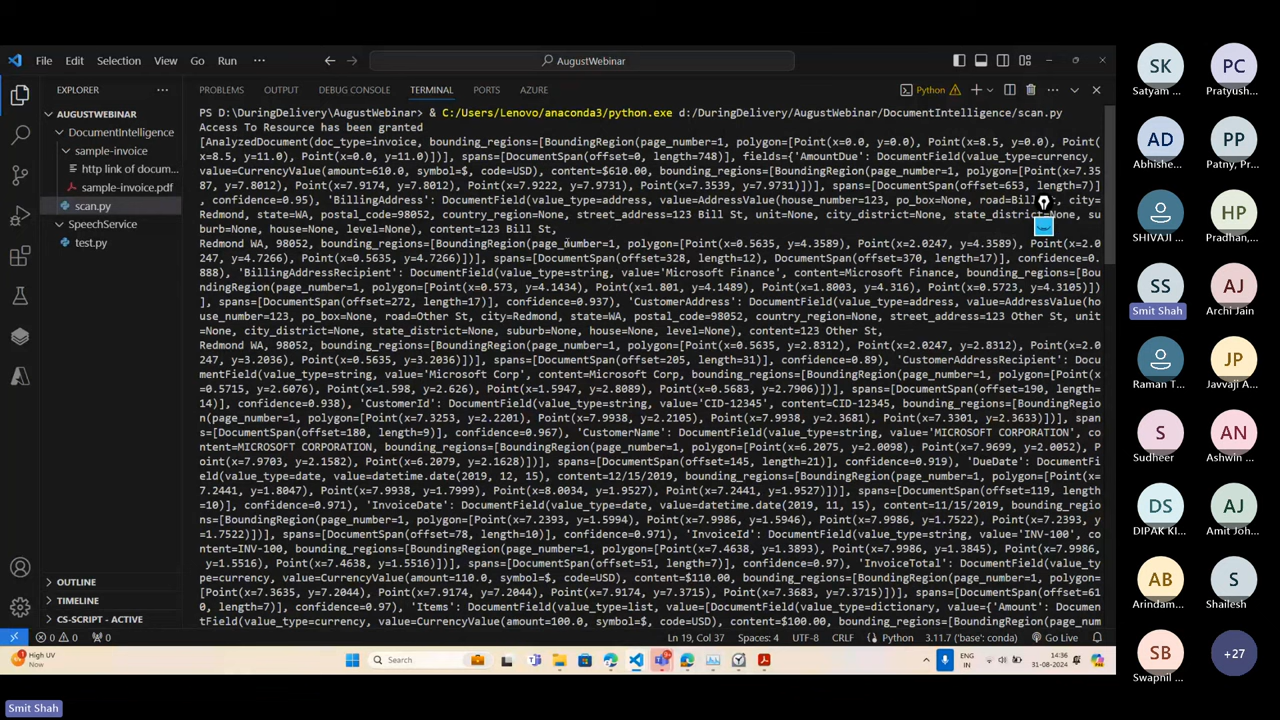 File Edit Selection View Go Run ··· AugustWebinar
EXPLORER ···
AUGUSTWEBINAR
DocumentIntelligence
sample-invoice
http link of docum...
sample-invoice.pdf
scan.py
SpeechService
test.py
OUTLINE
TIMELINE
CS-SCRIPT - ACTIVE
PROBLEMS OUTPUT DEBUG CONSOLE TERMINAL PORTS AZURE Python
PS D:\DuringDelivery\AugustWebinar> & C:/Users/Lenovo/anaconda3/python.exe d:/DuringDelivery/AugustWebinar/DocumentIntelligence/scan.py
Access To Resource has been granted
[AnalyzedDocument(doc_type=invoice, bounding_regions=[BoundingRegion(page_number=1, polygon=[Point(x=0.0, y=0.0), Point(x=8.5, y=0.0), Point(
x=8.5, y=11.0), Point(x=0.0, y=11.0)])], spans=[DocumentSpan(offset=0, length=748)], fields={'AmountDue': DocumentField(value_type=currency,
value=CurrencyValue(amount=610.0, symbol=$, code=USD), content=$610.00, bounding_regions=[BoundingRegion(page_number=1, polygon=[Point(x=7.35
87, y=7.8012), Point(x=7.9174, y=7.8012), Point(x=7.9222, y=7.9731), Point(x=7.3539, y=7.9731)])], spans=[DocumentSpan(offset=653, length=7)]
, confidence=0.95), 'BillingAddress': DocumentField(value_type=address, value=AddressValue(house_number=123, po_box=None, road=Bill , city=
Redmond, state=WA, postal_code=98052, country_region=None, street_address=123 Bill St, unit=None, city_district=None, state_district=None, su
burb=None, house=None, level=None), content=123 Bill St,
Redmond WA, 98052, bounding_regions=[BoundingRegion(page_number=1, polygon=[Point(x=0.5635, y=4.3589), Point(x=2.0247, y=4.3589), Point(x=2.0
247, y=4.7266), Point(x=0.5635, y=4.7266)])], spans=[DocumentSpan(offset=328, length=12), DocumentSpan(offset=370, length=17)], confidence=0.
888), 'BillingAddressRecipient': DocumentField(value_type=string, value='Microsoft Finance', content=Microsoft Finance, bounding_regions=[Bou
ndingRegion(page_number=1, polygon=[Point(x=0.573, y=4.1434), Point(x=1.801, y=4.1489), Point(x=1.8003, y=4.316), Point(x=0.5723, y=4.3105)])
], spans=[DocumentSpan(offset=272, length=17)], confidence=0.937), 'CustomerAddress': DocumentField(value_type=address, value=AddressValue(ho
use_number=123, po_box=None, road=Other St, city=Redmond, state=WA, postal_code=98052, country_region=None, street_address=123 Other St, unit
=None, city_district=None, state_district=None, suburb=None, house=None, level=None), content=123 Other St,
Redmond WA, 98052, bounding_regions=[BoundingRegion(page_number=1, polygon=[Point(x=0.5635, y=2.8312), Point(x=2.0247, y=2.8312), Point(x=2.0
247, y=3.2036), Point(x=0.5635, y=3.2036)])], spans=[DocumentSpan(offset=205, length=31)], confidence=0.89), 'CustomerAddressRecipient': Docu
mentField(value_type=string, value='Microsoft Corp', content=Microsoft Corp, bounding_regions=[BoundingRegion(page_number=1, polygon=[Point(x
=0.5715, y=2.6076), Point(x=1.598, y=2.626), Point(x=1.5947, y=2.8089), Point(x=0.5683, y=2.7906)])], spans=[DocumentSpan(offset=190, length=
14)], confidence=0.938), 'CustomerId': DocumentField(value_type=string, value='CID-12345', content=CID-12345, bounding_regions=[BoundingRegio
n(page_number=1, polygon=[Point(x=7.3253, y=2.2201), Point(x=7.9938, y=2.2105), Point(x=7.9938, y=2.3681), Point(x=7.3301, y=2.3633)])], span
s=[DocumentSpan(offset=180, length=9)], confidence=0.967), 'CustomerName': DocumentField(value_type=string, value='MICROSOFT CORPORATION', co
ntent=MICROSOFT CORPORATION, bounding_regions=[BoundingRegion(page_number=1, polygon=[Point(x=6.2075, y=2.0098), Point(x=7.9699, y=2.0052), P
oint(x=7.9703, y=2.1582), Point(x=6.2079, y=2.1628)])], spans=[DocumentSpan(offset=145, length=21)], confidence=0.919), 'DueDate': DocumentFi
eld(value_type=date, value=datetime.date(2019, 12, 15), content=12/15/2019, bounding_regions=[BoundingRegion(page_number=1, polygon=[Point(x=
7.2441, y=1.8047), Point(x=7.9938, y=1.7999), Point(x=8.0034, y=1.9527), Point(x=7.2441, y=1.9527)])], spans=[DocumentSpan(offset=119, length
=10)], confidence=0.971), 'InvoiceDate': DocumentField(value_type=date, value=datetime.date(2019, 11, 15), content=11/15/2019, bounding_regio
ns=[BoundingRegion(page_number=1, polygon=[Point(x=7.2393, y=1.5994), Point(x=7.9986, y=1.5946), Point(x=7.9986, y=1.7522), Point(x=7.2393, y
=1.7522)])], spans=[DocumentSpan(offset=78, length=10)], confidence=0.971), 'InvoiceId': DocumentField(value_type=string, value='INV-100', co
ntent=INV-100, bounding_regions=[BoundingRegion(page_number=1, polygon=[Point(x=7.4638, y=1.3893), Point(x=7.9986, y=1.3845), Point(x=7.9986,
y=1.5516), Point(x=7.4638, y=1.5516)])], spans=[DocumentSpan(offset=51, length=7)], confidence=0.97), 'InvoiceTotal': DocumentField(value_ty
pe=currency, value=CurrencyValue(amount=110.0, symbol=$, code=USD), content=$110.00, bounding_regions=[BoundingRegion(page_number=1, polygon=
[Point(x=7.3635, y=7.2044), Point(x=7.9174, y=7.2044), Point(x=7.9174, y=7.3715), Point(x=7.3683, y=7.3715)])], spans=[DocumentSpan(offset=61
0, length=7)], confidence=0.97), 'Items': DocumentField(value_type=list, value=[DocumentField(value_type=dictionary, value={'Amount': Documen
tField(value_type=currency, value=CurrencyValue(amount=100.0, symbol=$, code=USD), content=$100.00, bounding_regions=[BoundingRegion(page_num
0 0 0 Ln 19, Col 37 Spaces: 4 UTF-8 CRLF Python 3.11.7 ('base': conda) Go Live
High UV
Now
Search
ENG
IN
14:36
31-08-2024
SK PC
Satyam ... Pratyush...
AD PP
Abhishe... Patny, Pr...
HP
SHIVAJI ... Pradhan,...
SS AJ
Smit Shah Archi Jain
JP
Raman T... Javvaji A...
S AN
Sudheer Ashwin ...
DS AJ
DIPAK KI... Amit Joh...
AB S
Arindam... Shailesh
SB +27
Swapnil ...
Smit Shah